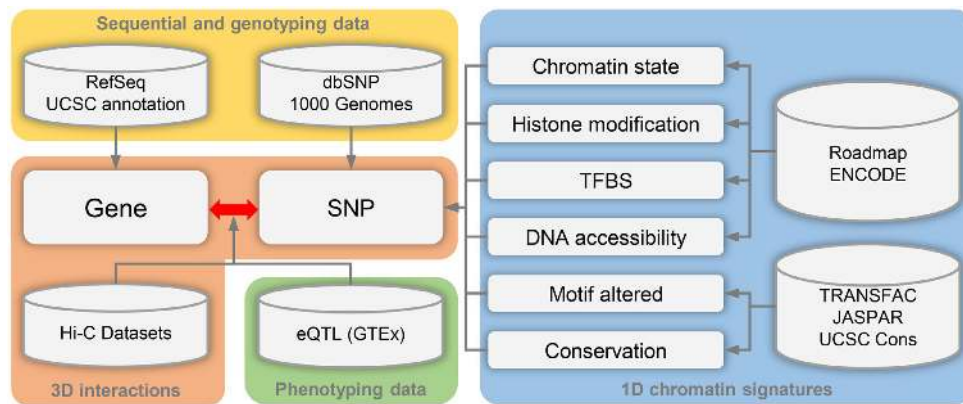 Sequential and genotyping data
RefSeq
UCSC annotation
dbSNP
1000 Genomes
Gene
SNP
Hi-C Datasets
eQTL (GTEx)
3D interactions
Phenotyping data
Chromatin state
Histone modification
TFBS
DNA accessibility
Motif altered
Conservation
Roadmap
ENCODE
TRANSFAC
JASPAR
UCSC Cons
1D chromatin signatures